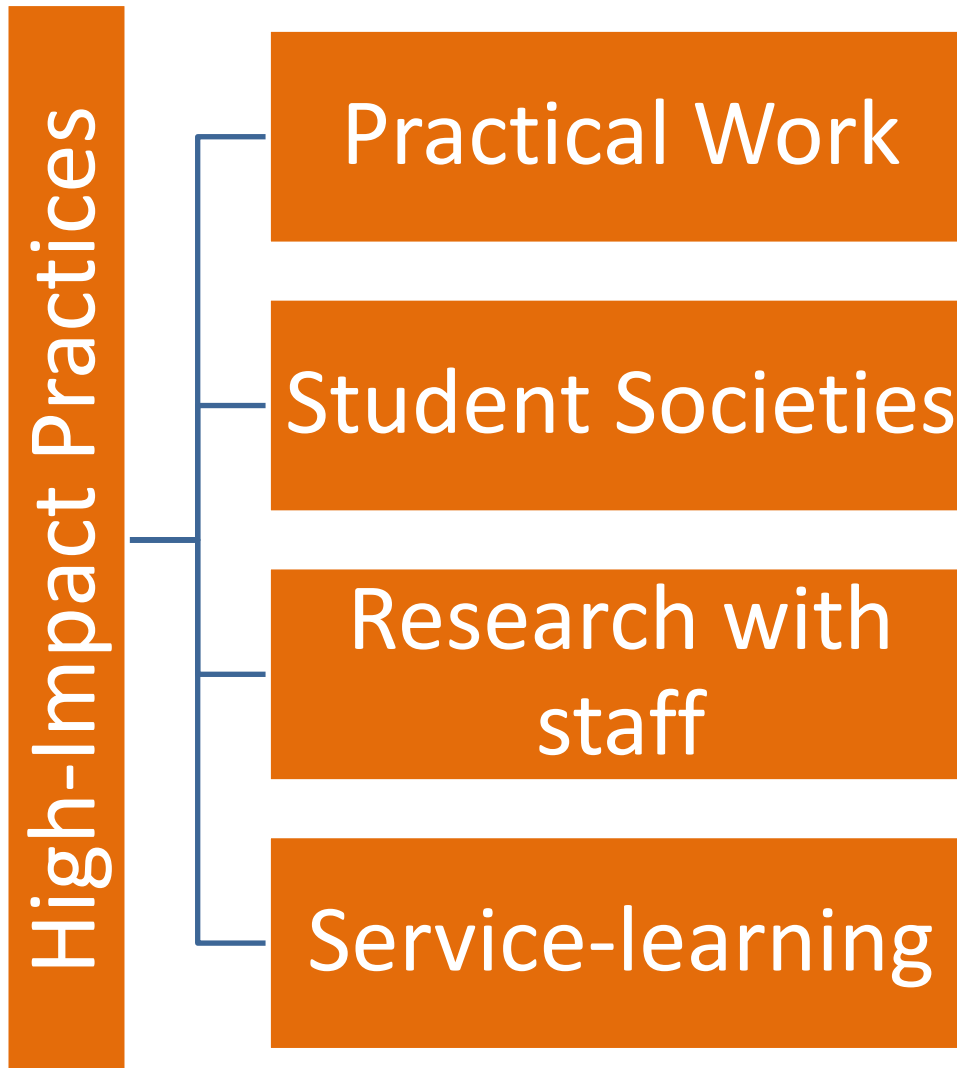 High-Impact Practices
Practical Work
Student Societies
Research with
staff
Service-learning